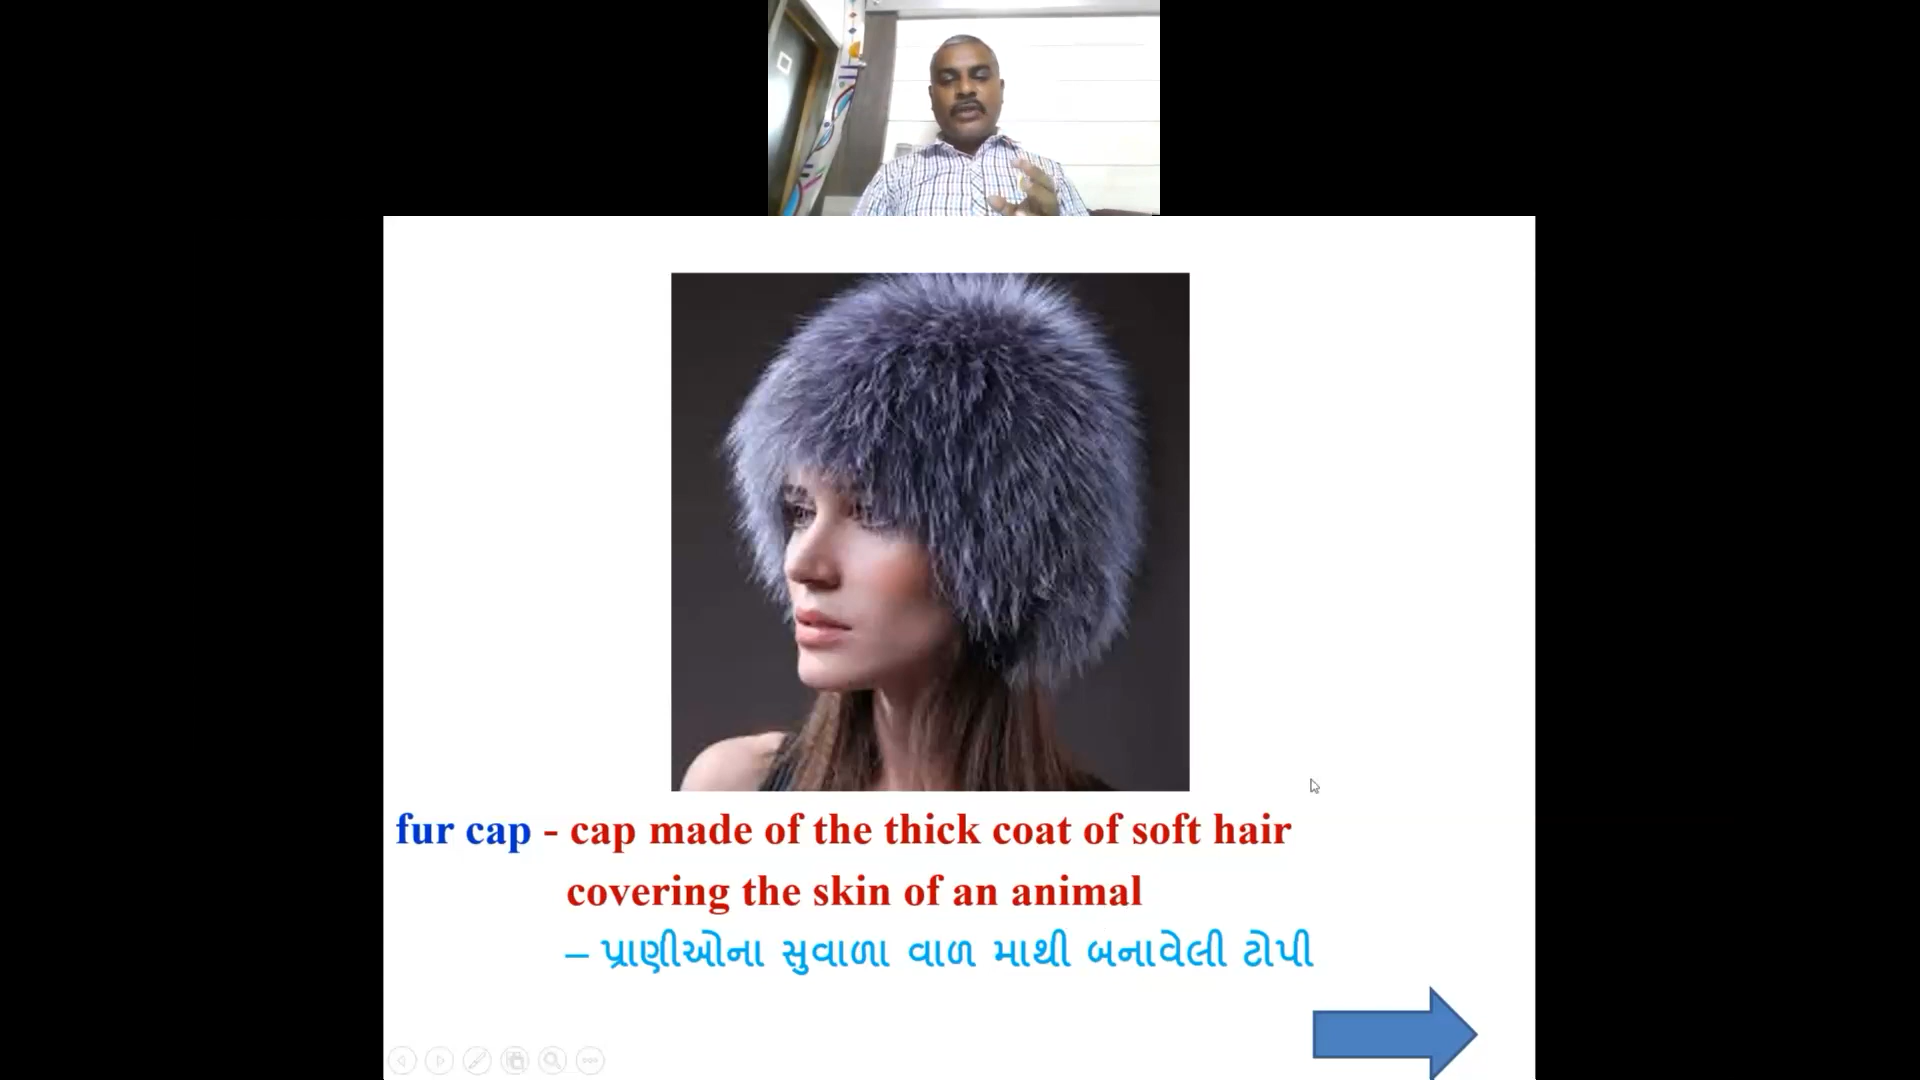 fur cap - cap made of the thick coat of soft hair
covering the skin of an animal
– પ્રાણીઓના સુવાળા વાળ માથી બનાવેલી ટોપી